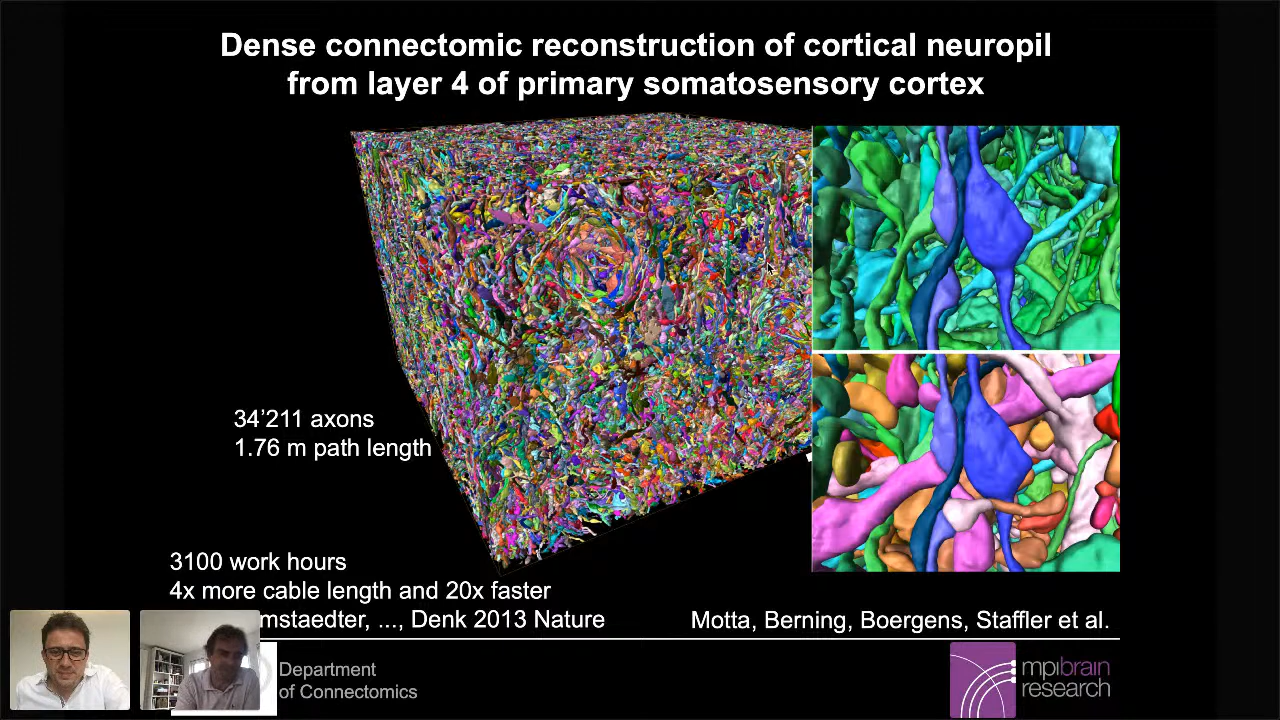 Dense connectomic reconstruction of cortical neuropil
from layer 4 of primary somatosensory cortex
34’211 axons
1.76 m path length
3100 work hours
4x more cable length and 20x faster
mstaedter, ..., Denk 2013 Nature
Motta, Berning, Boergens, Staffler et al.
Department
of Connectomics
mpibrain
research